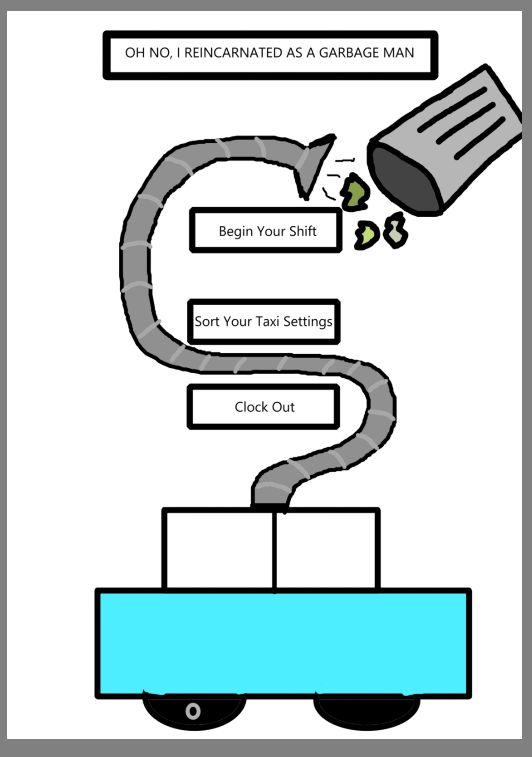 OH NO, I REINCARNATED AS A GARBAGE MAN
Begin Your Shift
Sort Your Taxi Settings
Clock Out